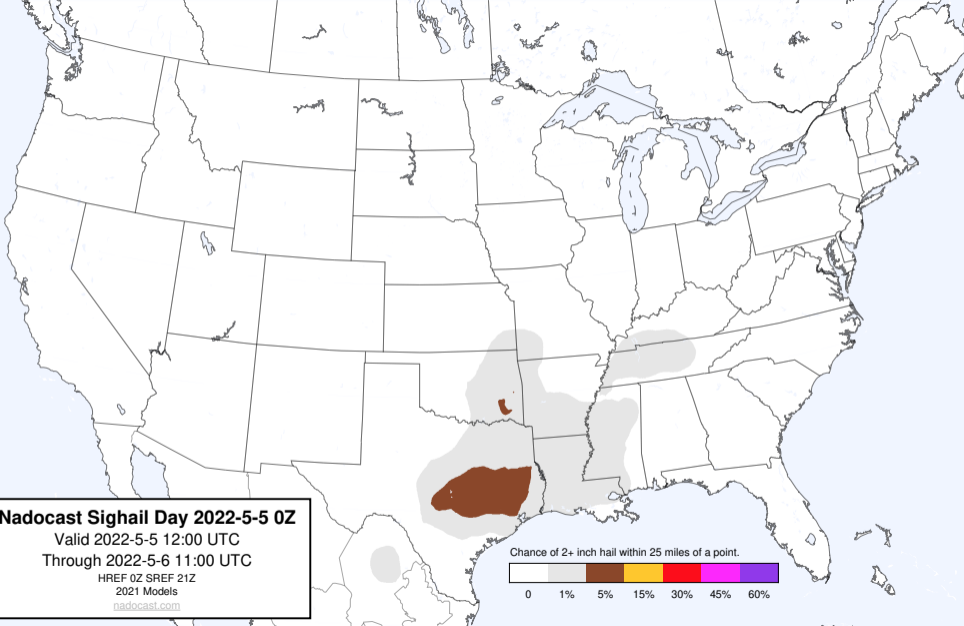 Nadocast Sighail Day 2022-5-5 0Z
Valid 2022-5-5 12:00 UTC
Through 2022-5-6 11:00 UTC
HREF 0Z SREF 21Z
2021 Models
nadocast.com
Chance of 2+ inch hail within 25 miles of a point.
0 1% 5% 15% 30% 45% 60%